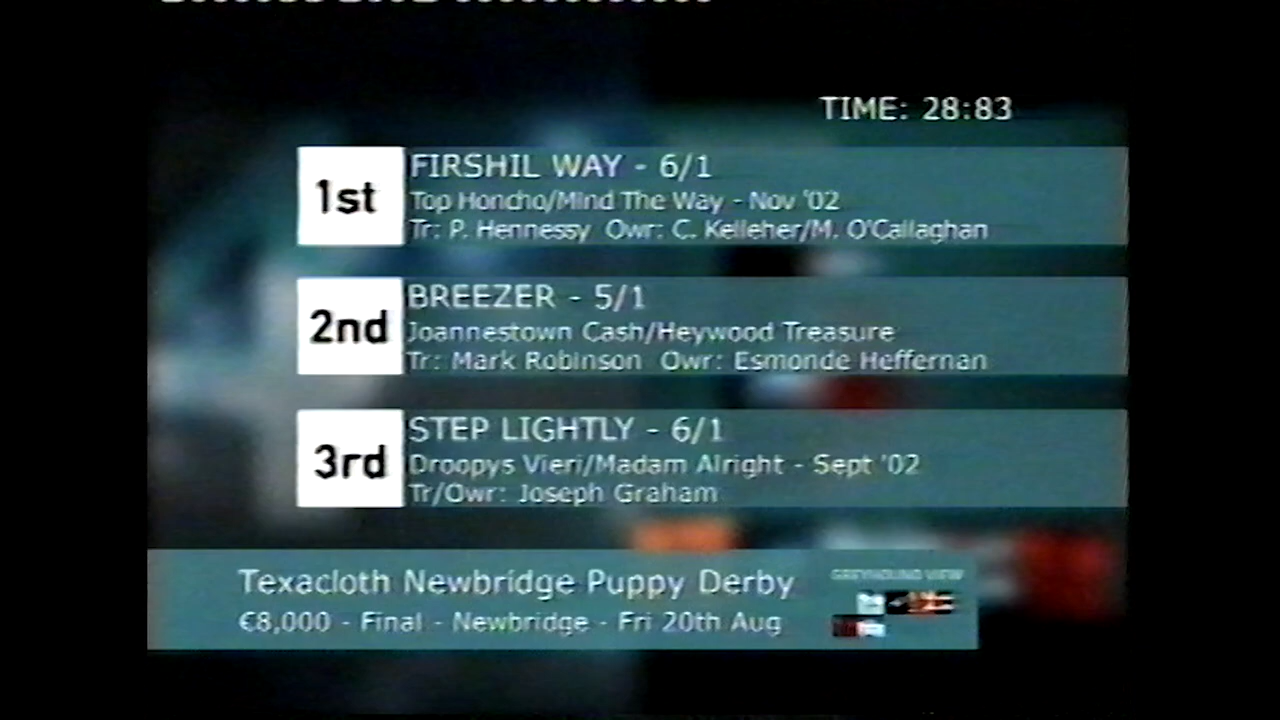 TIME: 28:83
1st
FIRSHIL WAY - 6/1
Top Honcho/Mind The Way - Nov '02
Tr: P. Hennessy Owr: C. Kelleher/M. O'Callaghan
2nd
BREEZER - 5/1
Joannestown Cash/Heywood Treasure
Tr: Mark Robinson Owr: Esmonde Heffernan
3rd
STEP LIGHTLY - 6/1
Droopys Vieri/Madam Alright - Sept '02
Tr/Owr: Joseph Graham
Texacloth Newbridge Puppy Derby
€8,000 - Final - Newbridge - Fri 20th Aug
GREYHOUND VIEW